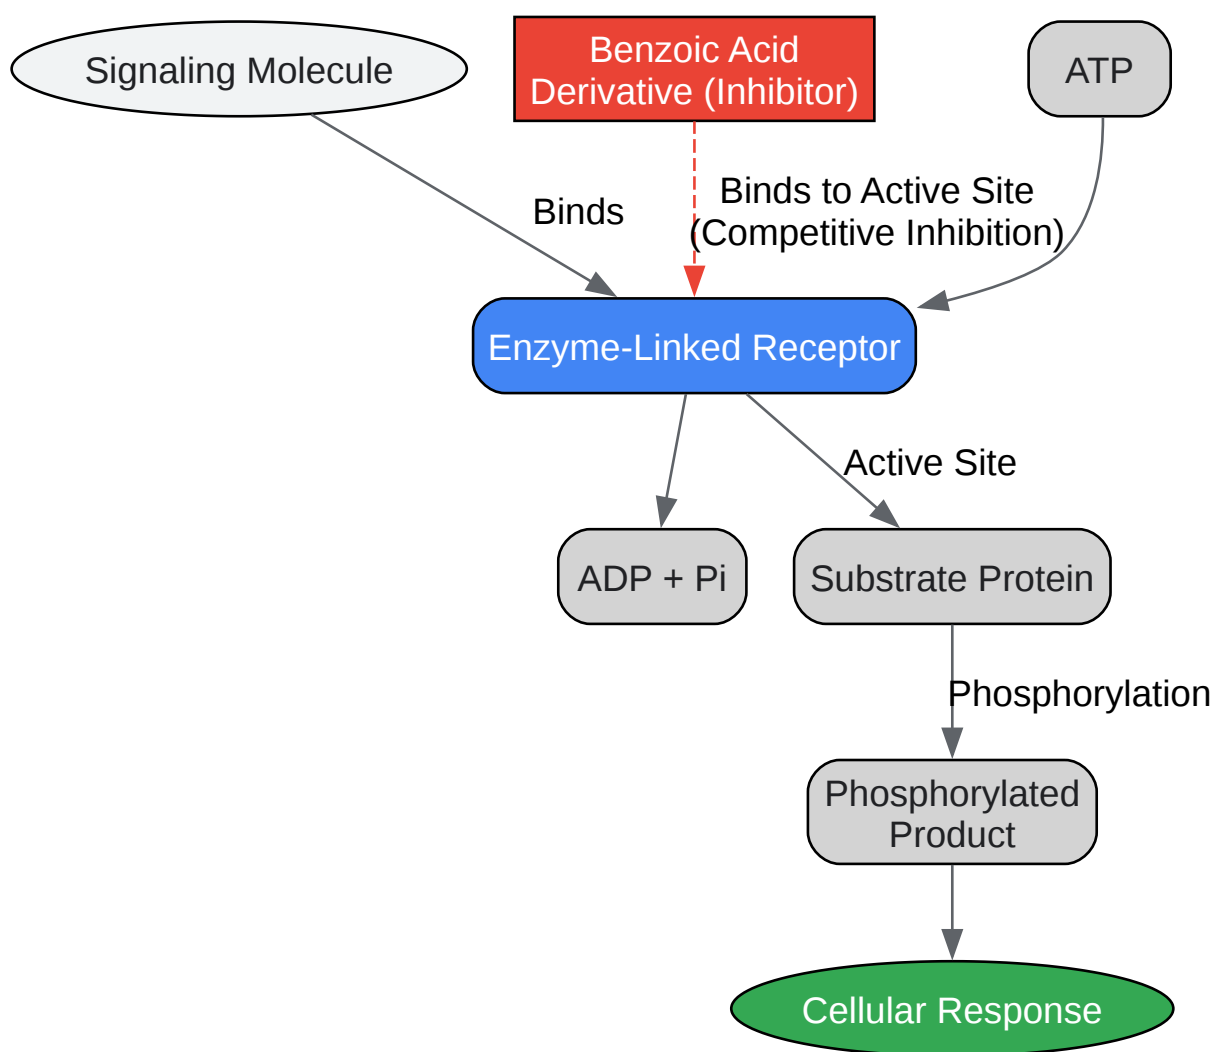 Signaling Molecule
Benzoic Acid
Derivative (Inhibitor)
ATP
Binds
Binds to Active Site
(Competitive Inhibition)
Enzyme-Linked Receptor
Active Site
ADP + Pi
Substrate Protein
Phosphorylation
Phosphorylated
Product
Cellular Response